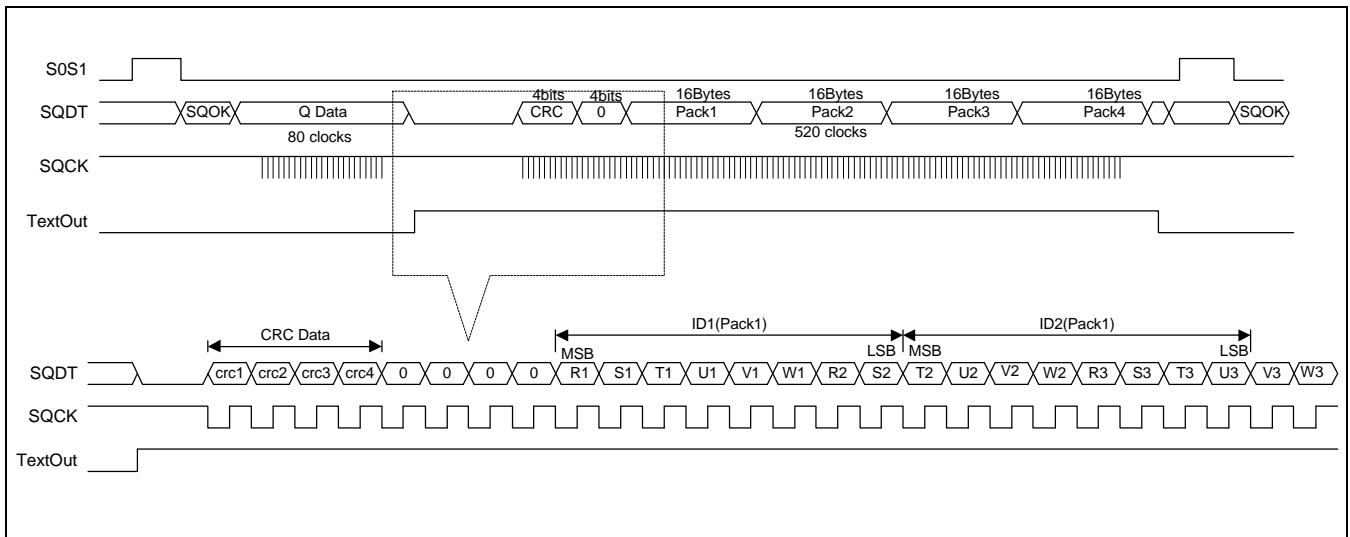 S0S1
4bits 4bits 16Bytes 16Bytes 16Bytes 16Bytes
SQDT SQOK Q Data CRC 0 Pack1 Pack2 Pack3 Pack4 SQOK
80 clocks 520 clocks
SQCK
TextOut
CRC Data ID1(Pack1) ID2(Pack1)
MSB LSB MSB LSB
SQDT crc1 crc2 crc3 crc4 0 0 0 0 R1 S1 T1 U1 V1 W1 R2 S2 T2 U2 V2 W2 R3 S3 T3 U3 V3 W3
SQCK
TextOut